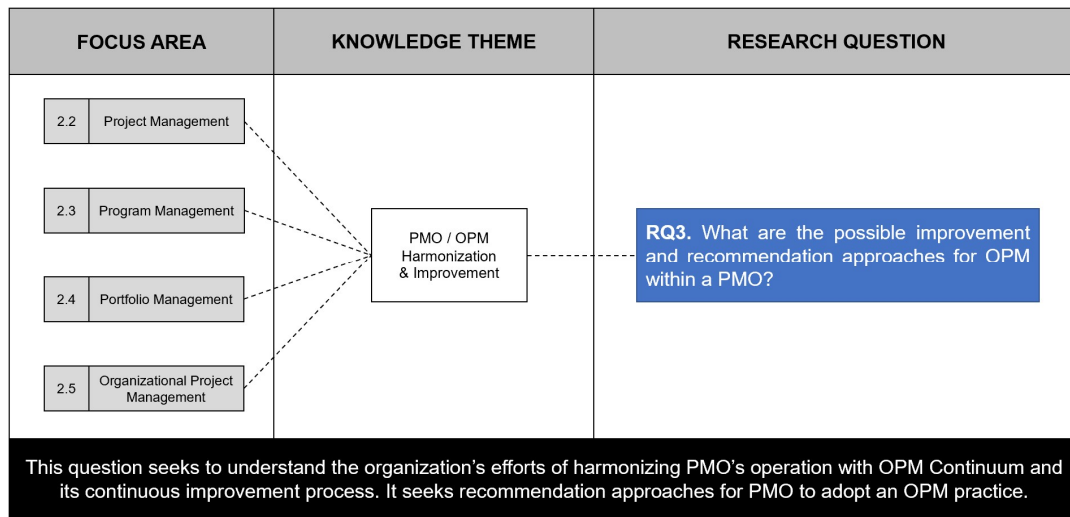 FOCUS AREA
KNOWLEDGE THEME
RESEARCH QUESTION
2.2 Project Management
2.3 Program Management
2.4 Portfolio Management
2.5 Organizational Project
Management
PMO / OPM
Harmonization
& Improvement
RQ3. What are the possible improvement
and recommendation approaches for OPM
within a PMO?
This question seeks to understand the organization’s efforts of harmonizing PMO’s operation with OPM Continuum and
its continuous improvement process. It seeks recommendation approaches for PMO to adopt an OPM practice.